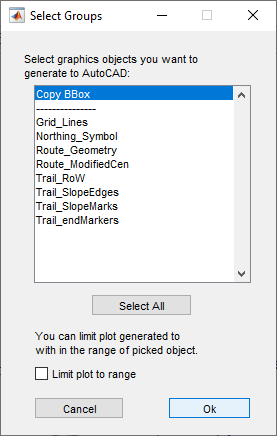 Select Groups
Select graphics objects you want to
generate to AutoCAD:
Copy BBox
---------------
Grid_Lines
Northing_Symbol
Route_Geometry
Route_ModifiedCen
Trail_RoW
Trail_SlopeEdges
Trail_SlopeMarks
Trail_endMarkers
Select All
You can limit plot generated to
with in the range of picked object.
Limit plot to range
Cancel
Ok